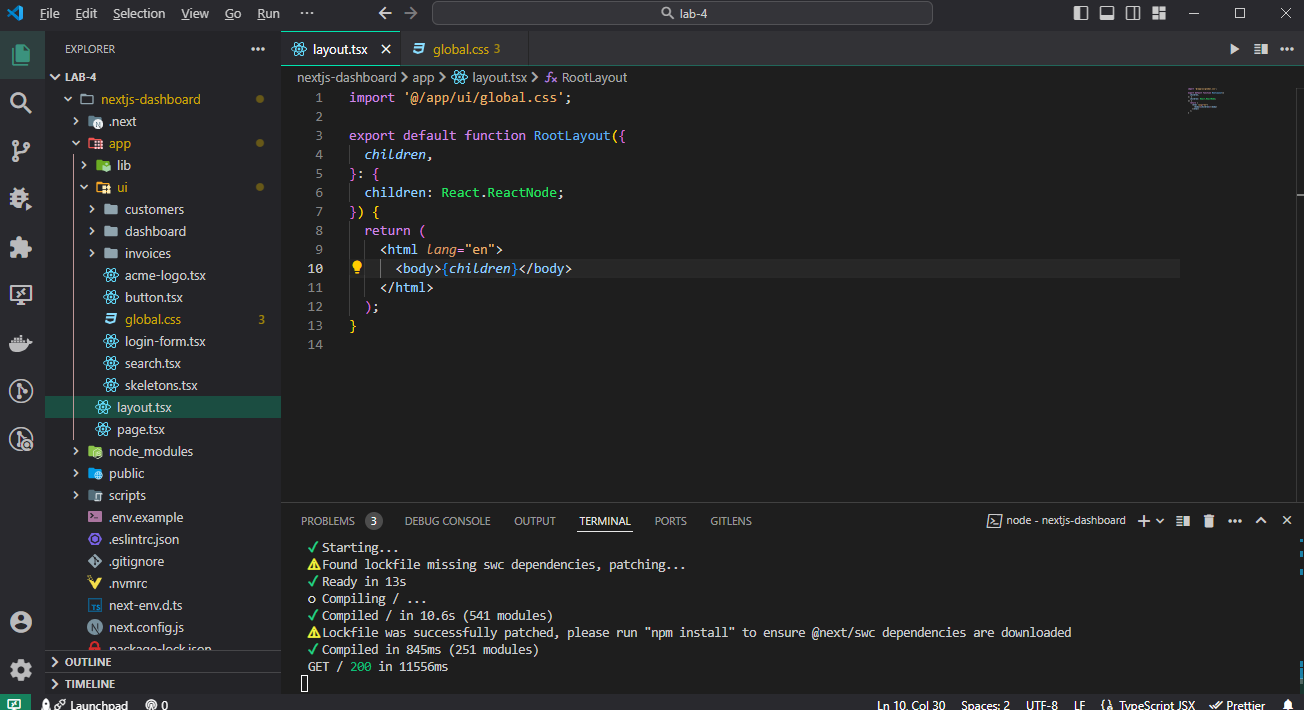 File Edit Selection View Go Run ··· lab-4
EXPLORER ···
LAB-4
nextjs-dashboard
.next
app
lib
ui
customers
dashboard
invoices
acme-logo.tsx
button.tsx
global.css 3
login-form.tsx
search.tsx
skeletons.tsx
layout.tsx
page.tsx
node_modules
public
scripts
.env.example
.eslintrc.json
.gitignore
.nvmrc
next-env.d.ts
next.config.js
package-lock.json
OUTLINE
TIMELINE
layout.tsx global.css 3
nextjs-dashboard > app > layout.tsx > RootLayout
1 import '@/app/ui/global.css';
2
3 export default function RootLayout({
4 children,
5 }: {
6 children: React.ReactNode;
7 }) {
8 return (
9 <html lang="en">
10 <body>{children}</body>
11 </html>
12 );
13 }
14
PROBLEMS 3 DEBUG CONSOLE OUTPUT TERMINAL PORTS GITLENS node - nextjs-dashboard
✓ Starting...
⚠ Found lockfile missing swc dependencies, patching...
✓ Ready in 13s
○ Compiling / ...
✓ Compiled / in 10.6s (541 modules)
⚠ Lockfile was successfully patched, please run "npm install" to ensure @next/swc dependencies are downloaded
✓ Compiled in 845ms (251 modules)
GET / 200 in 11556ms
Launchpad 0 Ln 10, Col 30 Spaces: 2 UTF-8 LF {} TypeScript JSX Prettier